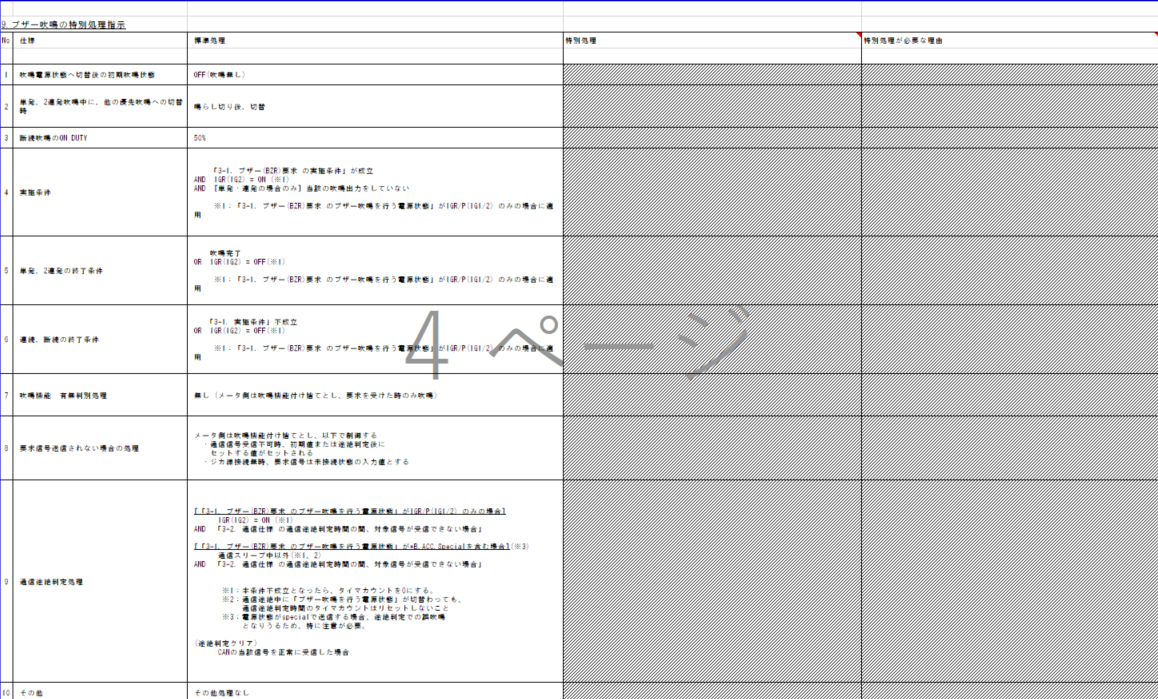 9. ブザー吹鳴の特別処理指示
No 仕様 標準処理 特別処理 特別処理が必要な理由
1 吹鳴電源状態へ切替後の初期吹鳴状態 OFF(吹鳴無し)
2 単発、2連発吹鳴中に、他の優先吹鳴への切替時 鳴らし切り後、切替
3 断続吹鳴のON DUTY 50%
4 実施条件
「3-1. ブザー(BZR)要求 の実施条件」が成立
AND IGR(IG2) = ON (※1)
AND [単発・連発の場合のみ] 当該の吹鳴出力をしていない
※1:「3-1. ブザー(BZR)要求 のブザー吹鳴を行う電源状態」がIGR/P(IG1/2) のみの場合に適用
5 単発、2連発の終了条件
吹鳴完了
OR IGR(IG2) = OFF(※1)
※1:「3-1. ブザー(BZR)要求 のブザー吹鳴を行う電源状態」がIGR/P(IG1/2) のみの場合に適用
6 連続、断続の終了条件
「3-1. 実施条件」不成立
OR IGR(IG2) = OFF(※1)
※1:「3-1. ブザー(BZR)要求 のブザー吹鳴を行う電源状態」がIGR/P(IG1/2) のみの場合に適用
4 ページ
7 吹鳴機能 有無判別処理 無し (メータ側は吹鳴機能付け捨てとし、要求を受けた時のみ吹鳴)
8 要求信号送信されない場合の処理
メータ側は吹鳴機能付け捨てとし、以下で制御する
・通信信号受信不可時、初期値または途絶判定後に
セットする値がセットされる
・ジカ線接続無時、要求信号は未接続状態の入力値とする
9 通信途絶判定処理
[「3-1. ブザー(BZR)要求 のブザー吹鳴を行う電源状態」がIGR/P(IG1/2) のみの場合]
IGR(IG2) = ON (※1)
AND 「3-2. 通信仕様 の通信途絶判定時間の間、対象信号が受信できない場合」
[「3-1. ブザー(BZR)要求 のブザー吹鳴を行う電源状態」が+B,ACC,Specialを含む場合](※3)
通信スリーブ中以外(※1、2)
AND 「3-2. 通信仕様 の通信途絶判定時間の間、対象信号が受信できない場合」
※1:本条件不成立となったら、タイマカウントを0にする。
※2:通信途絶中に「ブザー吹鳴を行う電源状態」が切替わっても、
通信途絶判定時間のタイマカウントはリセットしないこと
※3:電源状態がspecialで送信する場合、途絶判定での誤吹鳴
となりうるため、特に注意が必要。
(途絶判定クリア)
CANの当該信号を正常に受信した場合
10 その他 その他処理なし